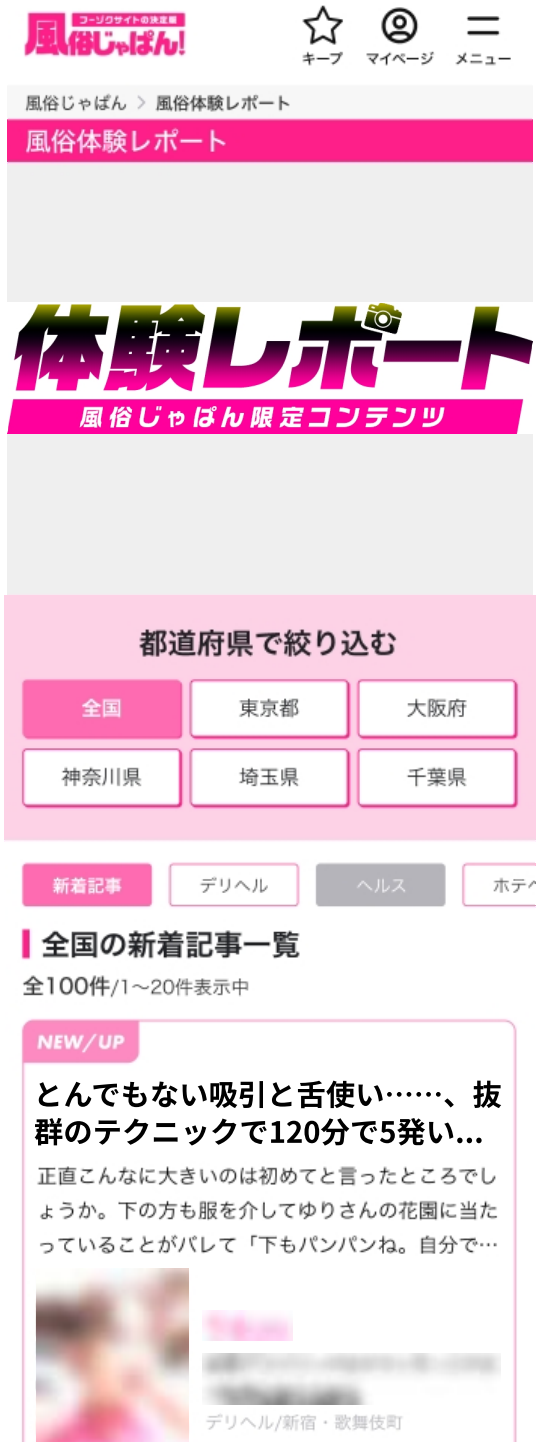 フーゾクサイトの決定版
風俗じゃぱん!
キープ
マイページ
メニュー
風俗じゃぱん > 風俗体験レポート
風俗体験レポート
体験レポート
風俗じゃぱん限定コンテンツ
都道府県で絞り込む
全国
東京都
大阪府
神奈川県
埼玉県
千葉県
新着記事
デリヘル
ヘルス
ホテヘ
全国の新着記事一覧
全100件/1〜20件表示中
NEW/UP
とんでもない吸引と舌使い……、抜
群のテクニックで120分で5発い...
正直こんなに大きいのは初めてと言ったところでし
ょうか。下の方も服を介してゆりさんの花園に当た
っていることがバレて「下もパンパンね。自分で…
デリヘル/新宿・歌舞伎町